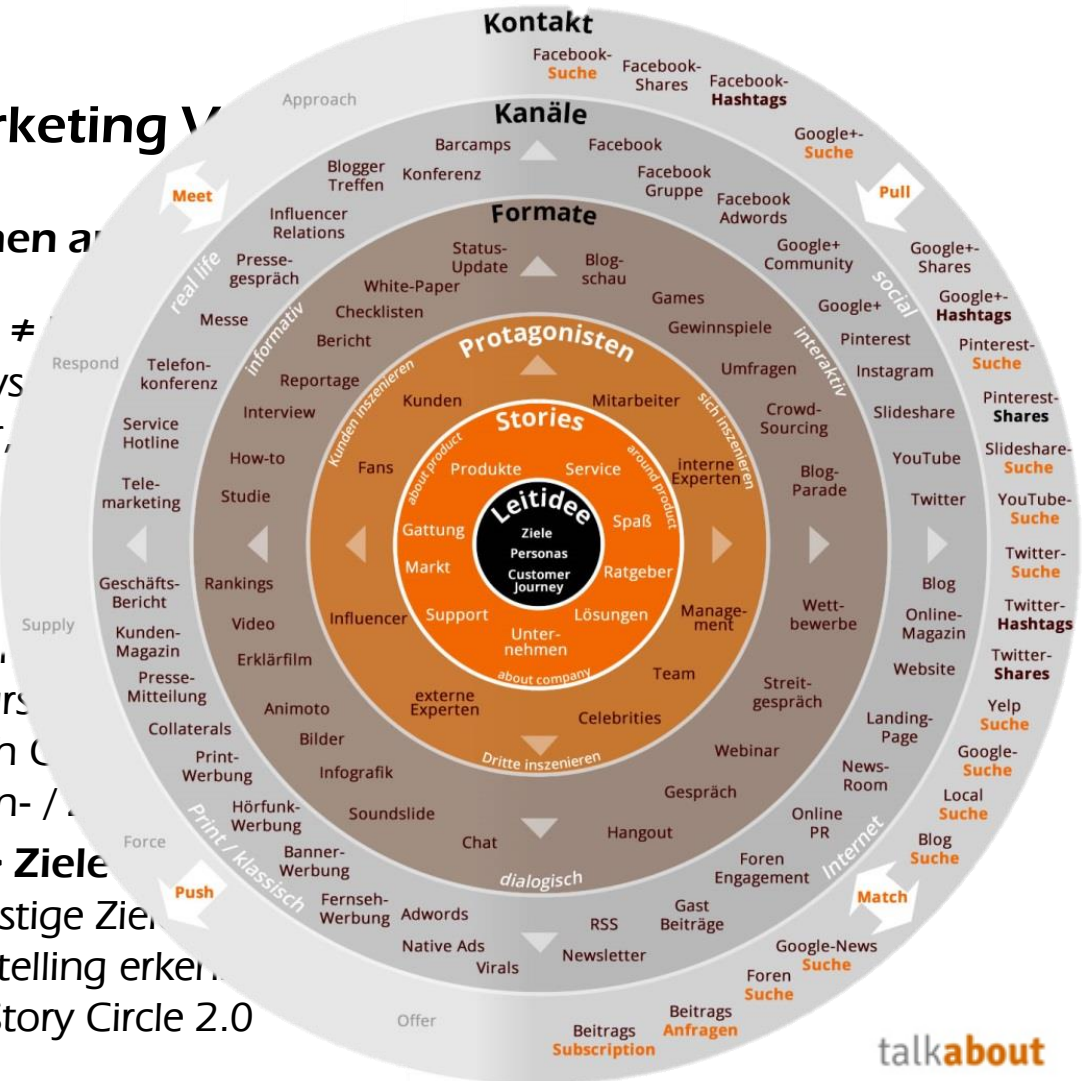 Kontakt
Facebook-
Suche
Facebook-
Shares
Facebook-
Hashtags
Google+-
Suche
Pull
Google+-
Shares
Google+-
Hashtags
Pinterest-
Suche
Pinterest-
Shares
Slideshare-
Suche
YouTube-
Suche
Twitter-
Suche
Twitter-
Hashtags
Twitter-
Shares
Yelp
Suche
Google-
Suche
Local
Suche
Blog
Suche
Match
Google-News
Suche
Foren
Suche
Beitrags
Anfragen
Beitrags
Subscription
Offer
Push
Force
Supply
Respond
Meet
Approach
Kanäle
Facebook
Facebook
Gruppe
Facebook
Adwords
Google+
Community
social
Google+
Pinterest
Instagram
Slideshare
YouTube
Twitter
Blog
Online-
Magazin
Website
Landing-
Page
News-
Room
Online
PR
Internet
Foren
Engagement
Gast
Beiträge
RSS
Newsletter
Virals
Native Ads
Adwords
Fernseh-
Werbung
Banner-
Werbung
Print / klassisch
Hörfunk-
Werbung
Print-
Werbung
Collaterals
Presse-
Mitteilung
Kunden-
Magazin
Geschäfts-
Bericht
Tele-
marketing
Service
Hotline
Telefon-
konferenz
Messe
real life
Presse-
gespräch
Influencer
Relations
Blogger
Treffen
Konferenz
Barcamps
Formate
Blog-
schau
Games
Gewinnspiele
interaktiv
Umfragen
Crowd-
Sourcing
Blog-
Parade
Wett-
bewerbe
Streit-
gespräch
Webinar
Gespräch
Hangout
dialogisch
Chat
Soundslide
Infografik
Bilder
Animoto
Erklärfilm
Video
Rankings
Studie
How-to
Interview
Reportage
informativ
Bericht
Checklisten
White-Paper
Status-
Update
Protagonisten
Mitarbeiter
sich inszenieren
interne
Experten
Manage-
ment
Team
Celebrities
Dritte inszenieren
externe
Experten
Influencer
Fans
Kunden inszenieren
Kunden
Stories
around product
Service
Spaß
Ratgeber
Lösungen
Unter-
nehmen
about company
Support
Markt
Gattung
Produkte
about product
Leitidee
Ziele
Personas
Customer
Journey
≠
n- /
Ziele
telling
Story Circle 2.0
talkabout